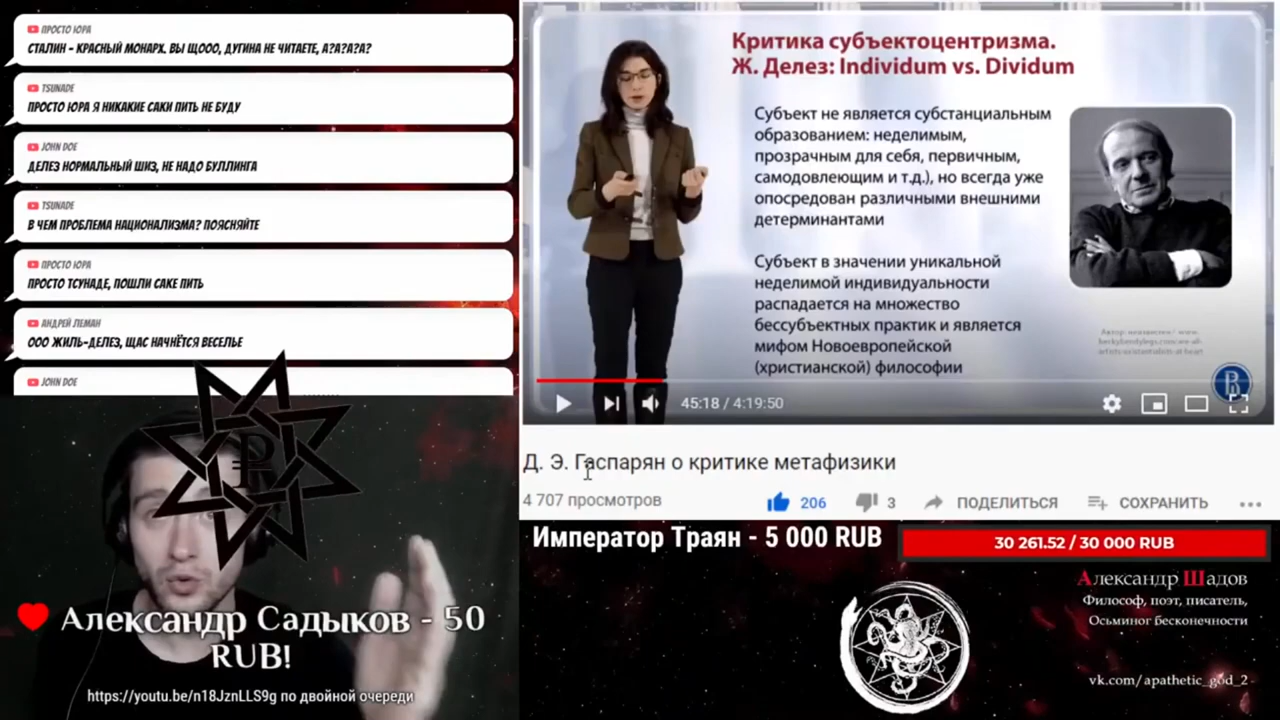 ПРОСТО ЮРА
СТАЛИН - КРАСНЫЙ МОНАРХ. ВЫ ЩООО, ДУГИНА НЕ ЧИТАЕТЕ, А?А?А?А?
TSUNADE
ПРОСТО ЮРА Я НИКАКИЕ САКИ ПИТЬ НЕ БУДУ
JOHN DOE
ДЕЛЕЗ НОРМАЛЬНЫЙ ШИЗ, НЕ НАДО БУЛЛИНГА
TSUNADE
В ЧЕМ ПРОБЛЕМА НАЦИОНАЛИЗМА? ПОЯСНЯЙТЕ
ПРОСТО ЮРА
ПРОСТО ТСУНАДЕ, ПОШЛИ САКЕ ПИТЬ
АНДРЕЙ ЛЕМАН
ООО ЖИЛЬ-ДЕЛЕЗ, ЩАС НАЧНЁТСЯ ВЕСЕЛЬЕ
JOHN DOE
Александр Садыков - 50
RUB!
https://youtu.be/n18JznLLS9g по двойной очереди
Критика субъектоцентризма.
Ж. Делез: Individum vs. Dividum
Субъект не является субстанциальным
образованием: неделимым,
прозрачным для себя, первичным,
самодовлеющим и т.д.), но всегда уже
опосредован различными внешними
детерминантами
Субъект в значении уникальной
неделимой индивидуальности
распадается на множество
бессубъектных практик и является
мифом Новоевропейской
(христианской) философии
45:18 / 4:19:50
Д. Э. Гаспарян о критике метафизики
4 707 просмотров
206
3
ПОДЕЛИТЬСЯ
СОХРАНИТЬ
Император Траян - 5 000 RUB
30 261.52 / 30 000 RUB
Александр Шадов
Философ, поэт, писатель,
Осьминог бесконечности
vk.com/apathetic_god_2